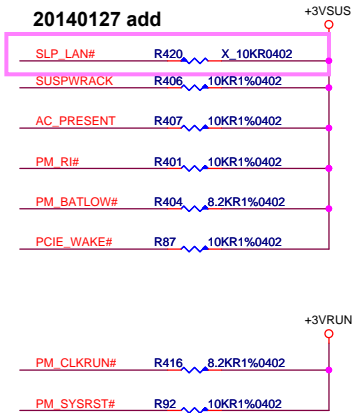 20140127 add
+3VSUS
SLP_LAN# R420 X_10KR0402
SUSPWRACK R406 10KR1%0402
AC_PRESENT R407 10KR1%0402
PM_RI# R401 10KR1%0402
PM_BATLOW# R404 8.2KR1%0402
PCIE_WAKE# R87 10KR1%0402
+3VRUN
PM_CLKRUN# R416 8.2KR1%0402
PM_SYSRST# R92 10KR1%0402